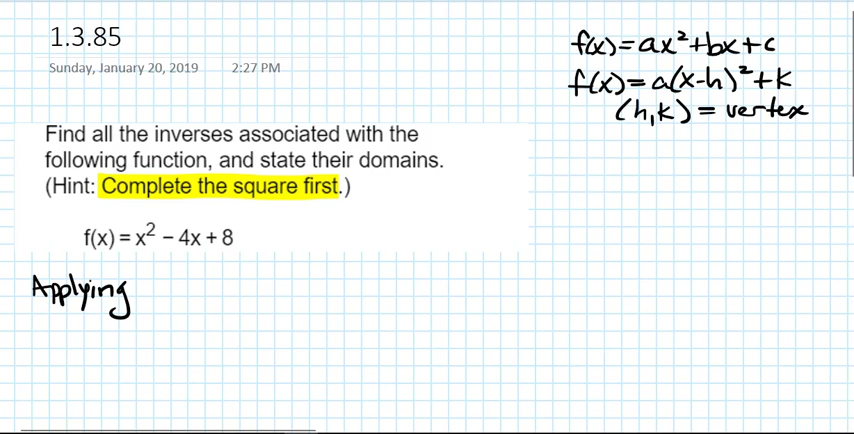 1.3.85
Sunday, January 20, 2019 2:27 PM
f(x)=ax²+bx+c
f(x)=a(x-h)²+k
(h,k)=vertex
Find all the inverses associated with the
following function, and state their domains.
(Hint: Complete the square first.)
f(x) = x² − 4x + 8
Applying